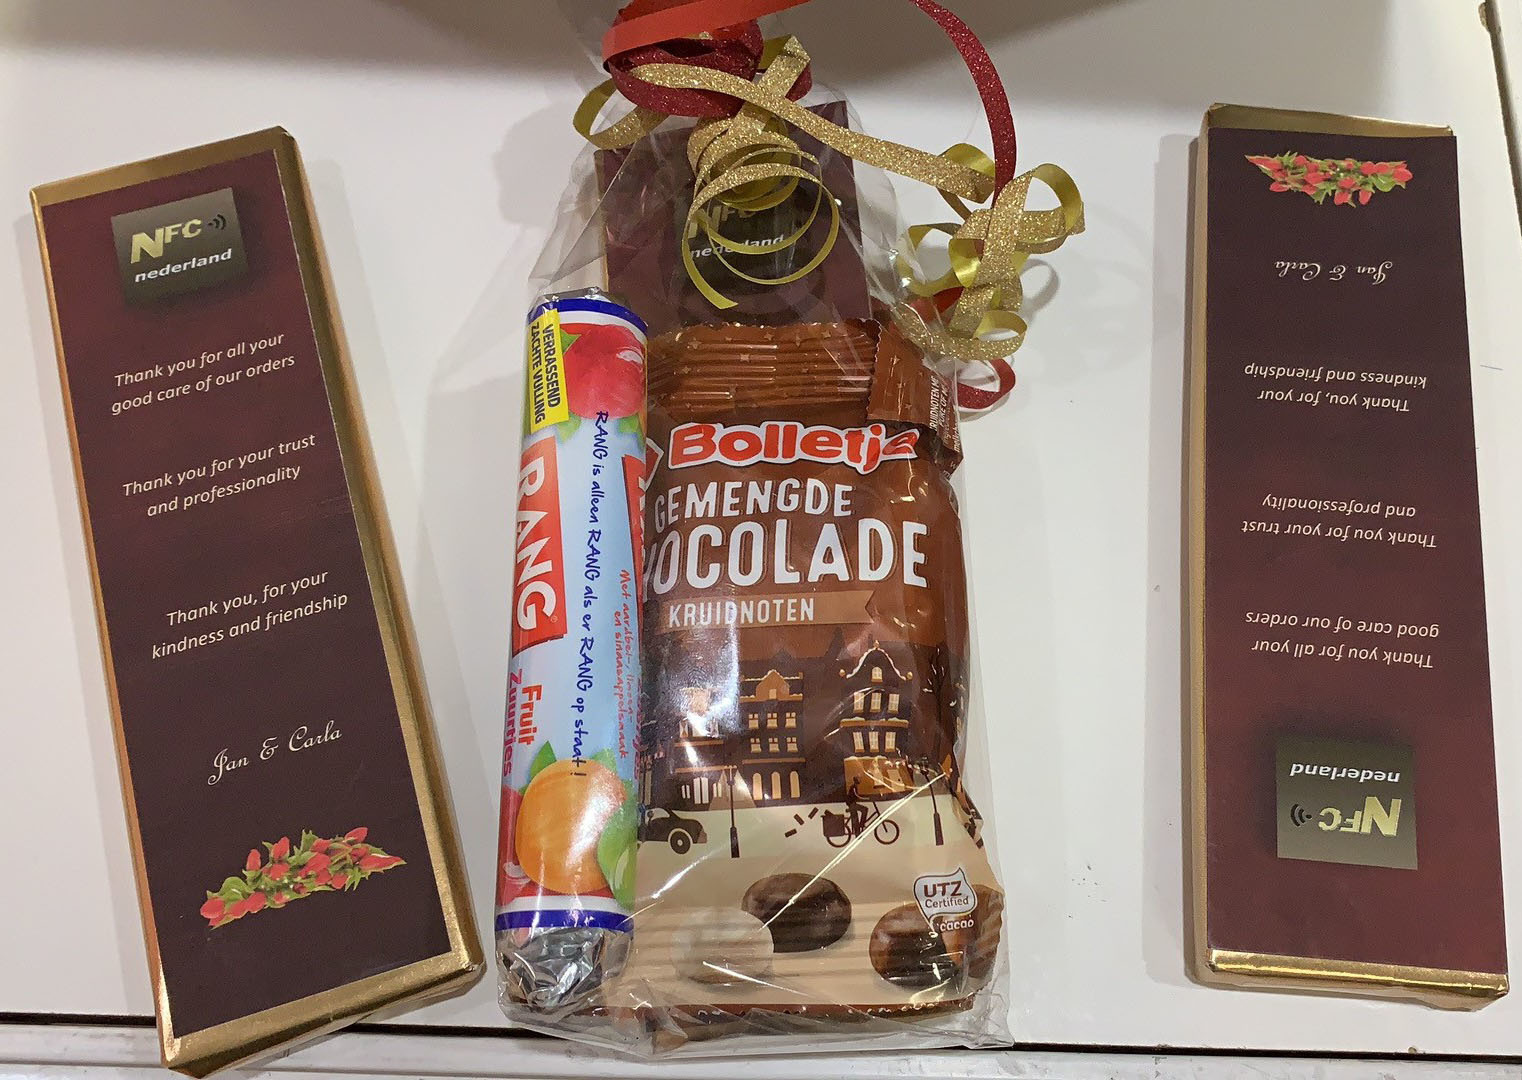 NFC
nederland
Thank you for all your
good care of our orders
Thank you for your trust
and professionality
Thank you, for your
kindness and friendship
Jan & Carla
nederland
VERRASSEND
ZACHTE VULLING
RANG
Fruit
Zuurtjes
RANG is alleen RANG als er RANG op staat
en sinaasappelsmaak
Bolletje
GEMENGDE
CHOCOLADE
KRUIDNOTEN
UTZ
Certified
cacao
NFC
nederland
Thank you for all your
good care of our orders
Thank you for your trust
and professionality
Thank you, for your
kindness and friendship
Jan & Carla